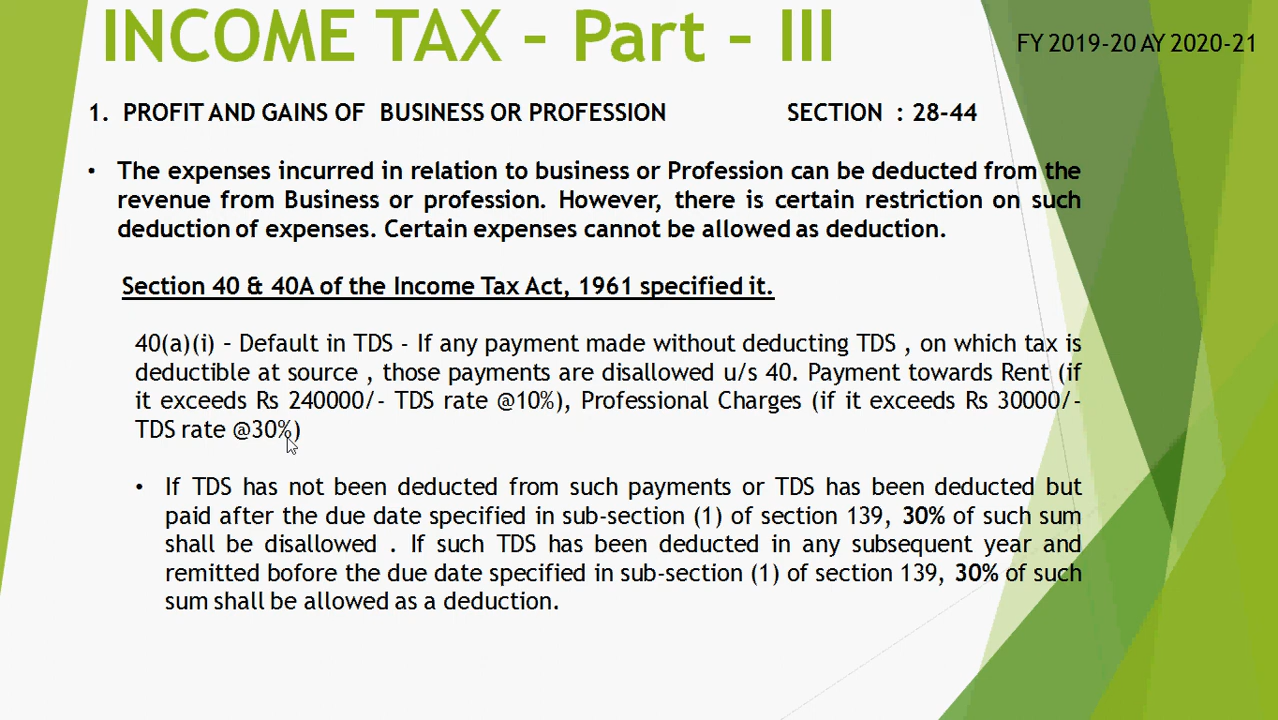 INCOME TAX - Part - III
FY 2019-20 AY 2020-21
1. PROFIT AND GAINS OF BUSINESS OR PROFESSION SECTION : 28-44
• The expenses incurred in relation to business or Profession can be deducted from the
revenue from Business or profession. However, there is certain restriction on such
deduction of expenses. Certain expenses cannot be allowed as deduction.
Section 40 & 40A of the Income Tax Act, 1961 specified it.
40(a)(i) – Default in TDS - If any payment made without deducting TDS , on which tax is
deductible at source , those payments are disallowed u/s 40. Payment towards Rent (if
it exceeds Rs 240000/- TDS rate @10%), Professional Charges (if it exceeds Rs 30000/-
TDS rate @30%)
• If TDS has not been deducted from such payments or TDS has been deducted but
paid after the due date specified in sub-section (1) of section 139, 30% of such sum
shall be disallowed . If such TDS has been deducted in any subsequent year and
remitted bofore the due date specified in sub-section (1) of section 139, 30% of such
sum shall be allowed as a deduction.